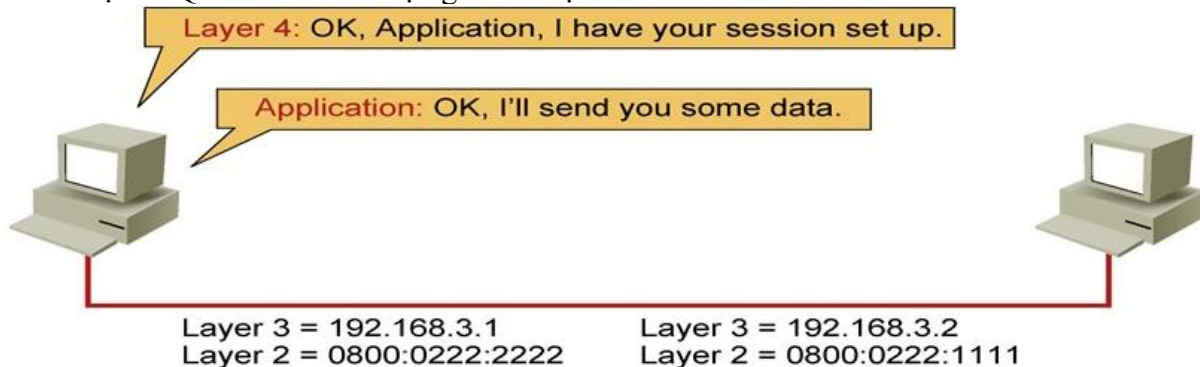 Layer 4: OK, Application, I have your session set up.
Application: OK, I'll send you some data.
Layer 3 = 192.168.3.1
Layer 2 = 0800:0222:2222
Layer 3 = 192.168.3.2
Layer 2 = 0800:0222:1111